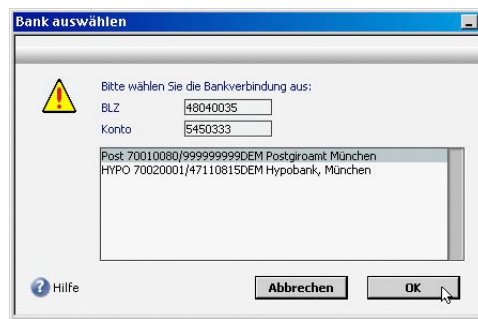 Bank auswählen
Bitte wählen Sie die Bankverbindung aus:
BLZ 48040035
Konto 5450333
Post 70010080/999999999DEM Postgiroamt München
HYPO 70020001/47110815DEM Hypobank, München
Hilfe Abbrechen OK